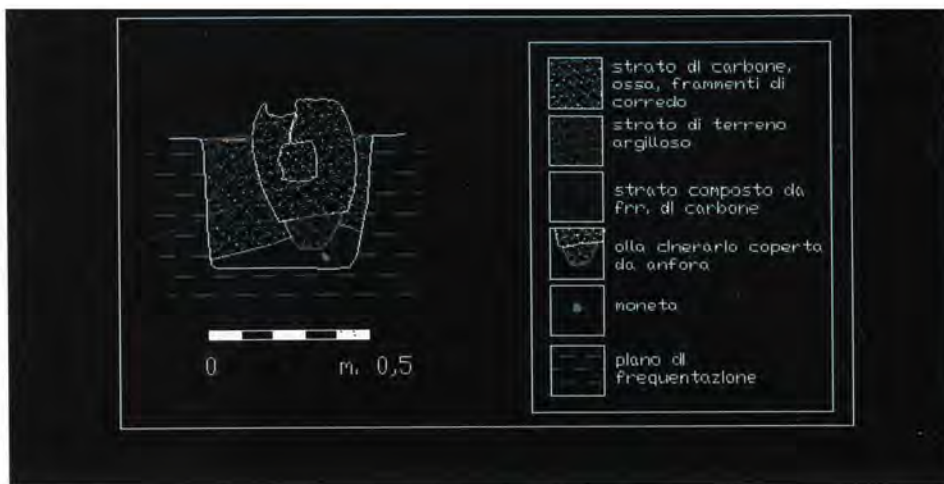 0 m. 0,5
strato di carbone,
ossa, frammenti di
corredo
strato di terreno
argilloso
strato composto da
frr. di carbone
olla cinerario coperta
da anfora
moneta
piano di
frequentazione